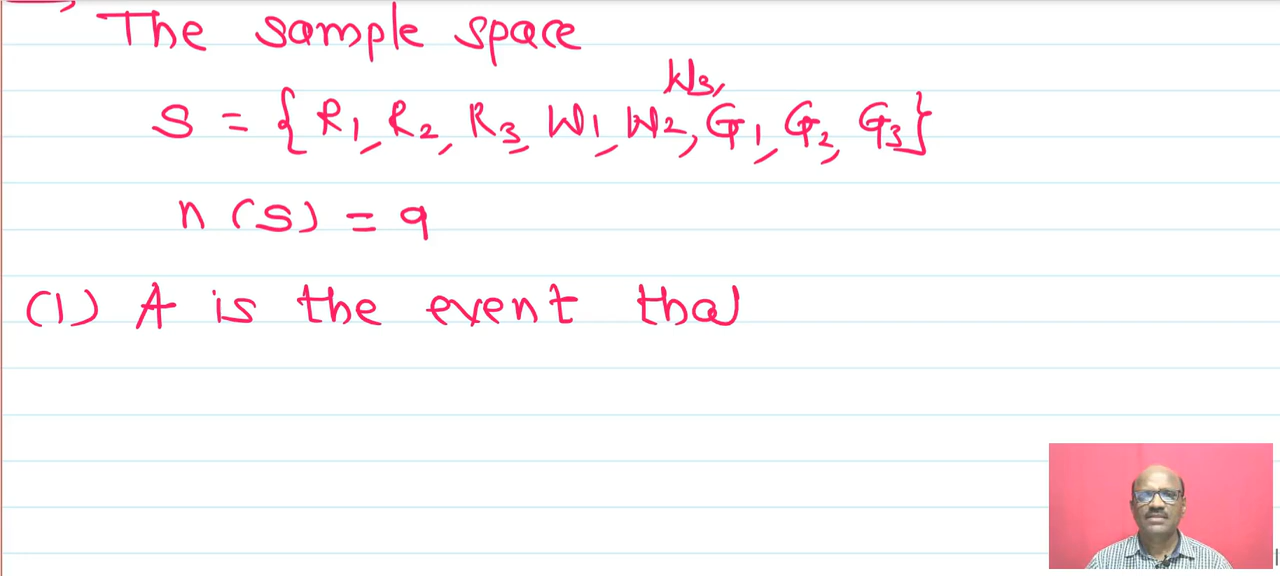 The sample space
W3,
S = { R1, R2, R3, W1, W2, G1, G2, G3}
n (S) = 9
(1) A is the event that